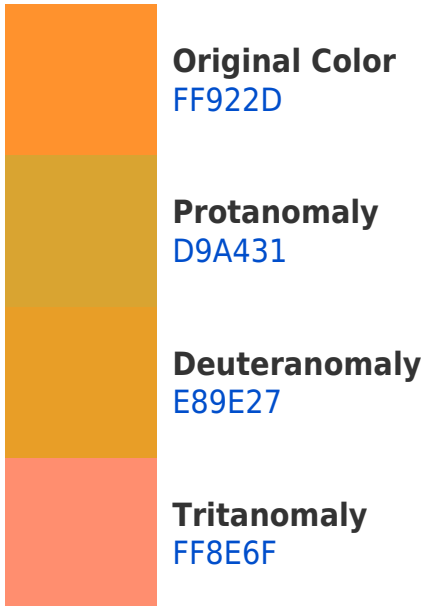 Original Color
FF922D
Protanomaly
D9A431
Deuteranomaly
E89E27
Tritanomaly
FF8E6F